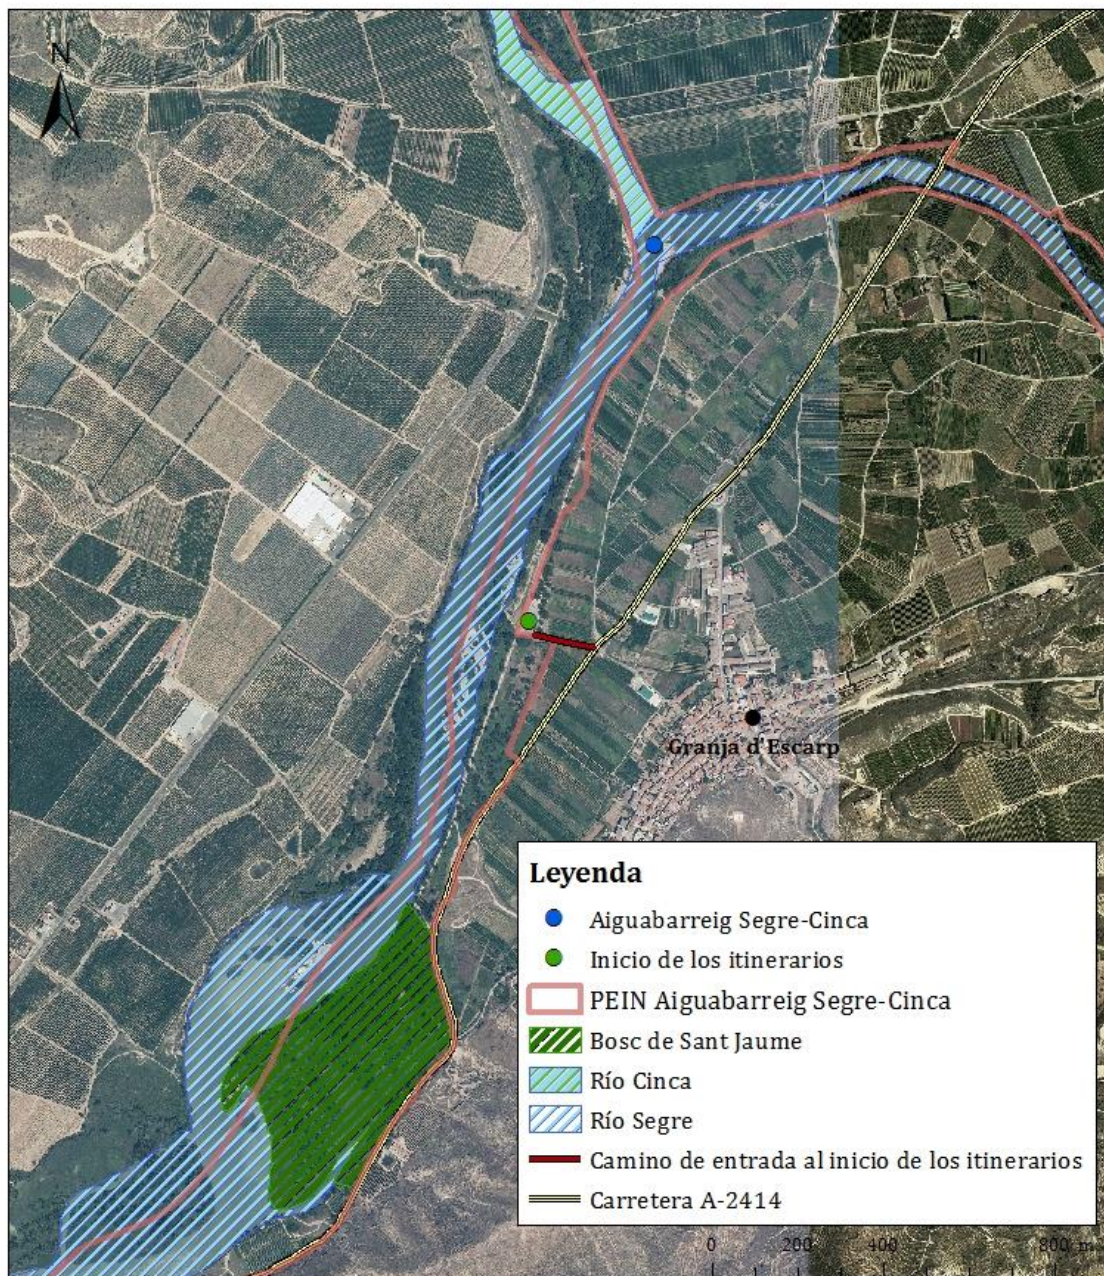 N
Granja d'Escarp
Leyenda
Aiguabarreig Segre-Cinca
Inicio de los itinerarios
PEIN Aiguabarreig Segre-Cinca
Bosc de Sant Jaume
Río Cinca
Río Segre
Camino de entrada al inicio de los itinerarios
Carretera A-2414
0 200 400 800 m